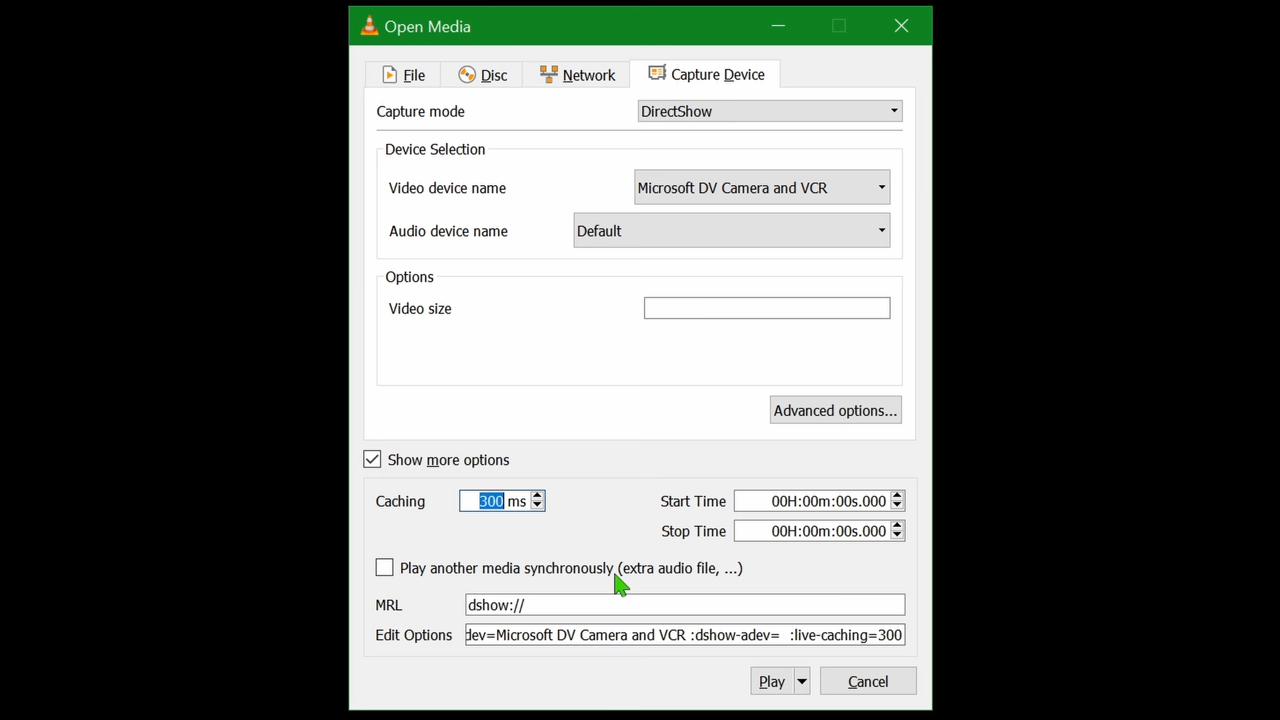 Open Media
File Disc Network Capture Device
Capture mode DirectShow
Device Selection
Video device name Microsoft DV Camera and VCR
Audio device name Default
Options
Video size
Advanced options...
Show more options
Caching 300 ms Start Time 00H:00m:00s.000
Stop Time 00H:00m:00s.000
Play another media synchronously (extra audio file, ...)
MRL dshow://
Edit Options dev=Microsoft DV Camera and VCR :dshow-adev= :live-caching=300
Play Cancel